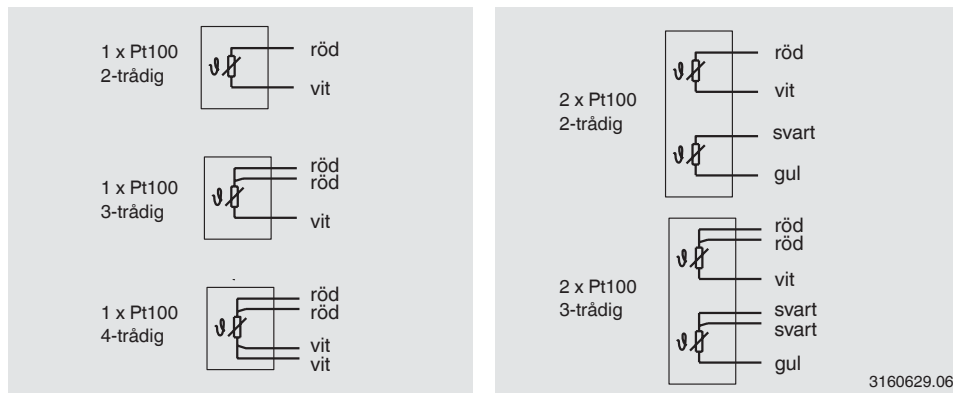 1 x Pt100
2-trådig
röd
vit
1 x Pt100
3-trådig
röd
röd
vit
1 x Pt100
4-trådig
röd
röd
vit
vit
2 x Pt100
2-trådig
röd
vit
svart
gul
2 x Pt100
3-trådig
röd
röd
vit
svart
svart
gul
3160629.06